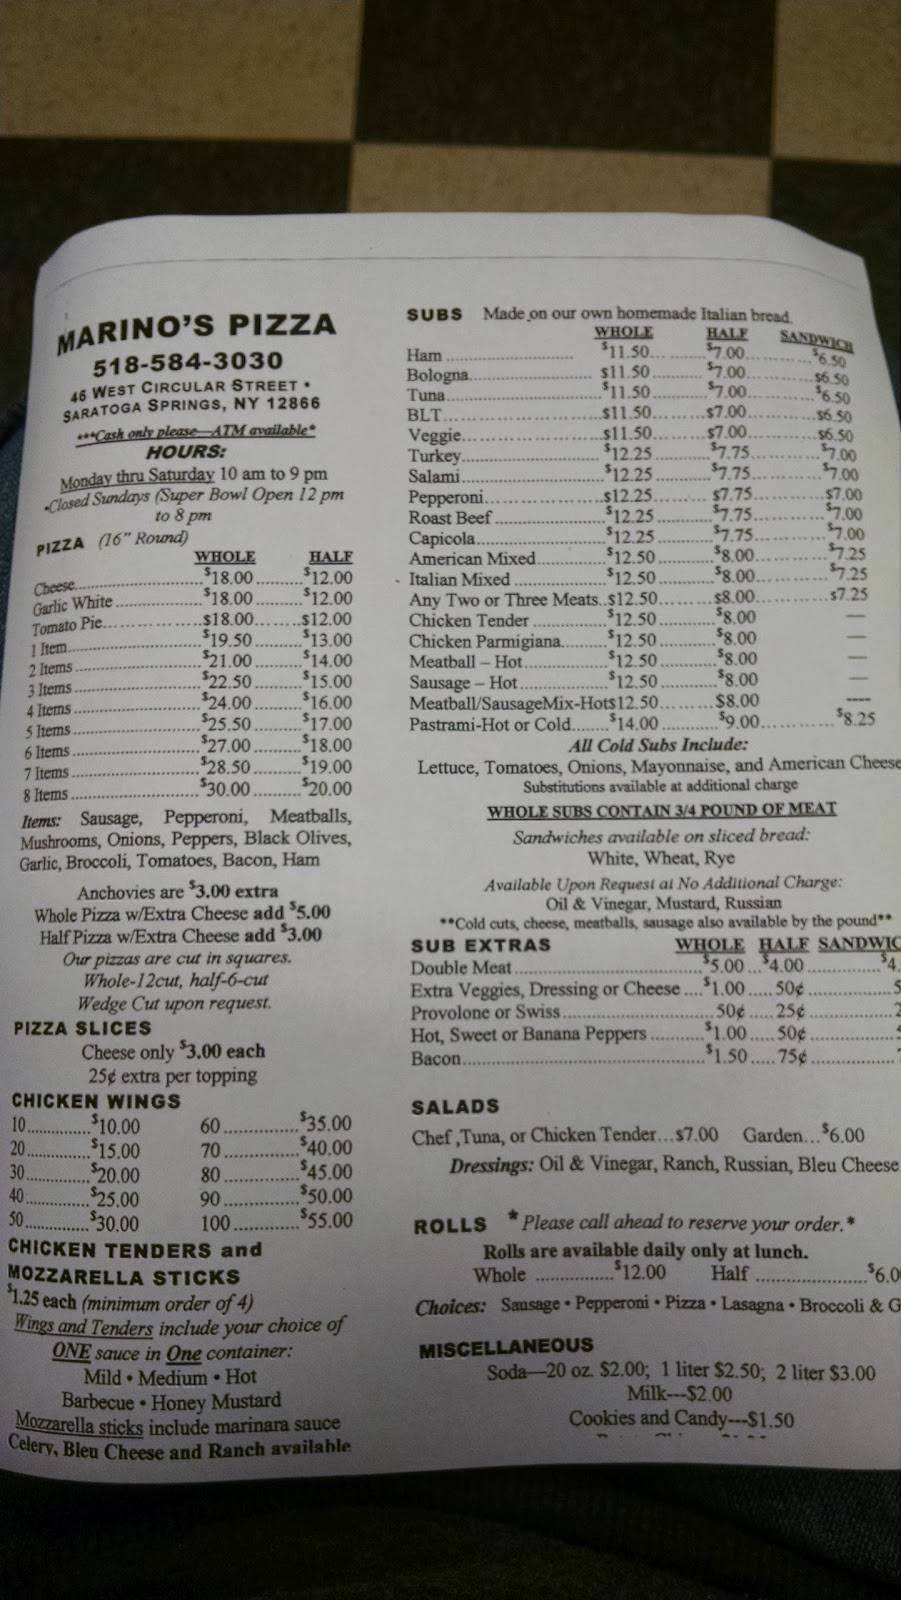 MARINO'S PIZZA
518-584-3030
46 WEST CIRCULAR STREET •
SARATOGA SPRINGS, NY 12866
***Cash only please—ATM available*
HOURS:
Monday thru Saturday 10 am to 9 pm
•Closed Sundays (Super Bowl Open 12 pm
to 8 pm
PIZZA (16" Round)
WHOLE HALF
Cheese..................$18.00..........$12.00
Garlic White..............$18.00..........$12.00
Tomato Pie..................$18.00.......$12.00
1 Item.......................$19.50..........$13.00
2 Items.....................$21.00..........$14.00
3 Items.....................$22.50..........$15.00
4 Items.....................$24.00..........$16.00
5 Items.....................$25.50..........$17.00
6 Items.....................$27.00..........$18.00
7 Items.....................$28.50..........$19.00
8 Items.....................$30.00..........$20.00
Items: Sausage, Pepperoni, Meatballs,
Mushrooms, Onions, Peppers, Black Olives,
Garlic, Broccoli, Tomatoes, Bacon, Ham
Anchovies are $3.00 extra
Whole Pizza w/Extra Cheese add $5.00
Half Pizza w/Extra Cheese add $3.00
Our pizzas are cut in squares.
Whole-12cut, half-6-cut
Wedge Cut upon request.
PIZZA SLICES
Cheese only $3.00 each
25¢ extra per topping
CHICKEN WINGS
10.............$10.00 60...............$35.00
20.............$15.00 70...............$40.00
30.............$20.00 80...............$45.00
40.............$25.00 90...............$50.00
50.............$30.00 100.............$55.00
CHICKEN TENDERS and
MOZZARELLA STICKS
$1.25 each (minimum order of 4)
Wings and Tenders include your choice of
ONE sauce in One container:
Mild • Medium • Hot
Barbecue • Honey Mustard
Mozzarella sticks include marinara sauce
Celery, Bleu Cheese and Ranch available
SUBS Made on our own homemade Italian bread.
WHOLE HALF SANDWICH
Ham..........................$11.50...........$7.00.............$6.50
Bologna......................$11.50...........$7.00.............$6.50
Tuna..........................$11.50...........$7.00.............$6.50
BLT............................$11.50.........$7.00.............$6.50
Veggie.........................$11.50.........$7.00.............$6.50
Turkey.........................$12.25..........$7.75.............$7.00
Salami.........................$12.25..........$7.75.............$7.00
Pepperoni.....................$12.25..........$7.75.............$7.00
Roast Beef....................$12.25..........$7.75.............$7.00
Capicola.......................$12.25..........$7.75.............$7.00
American Mixed............$12.50...........$8.00.............$7.25
Italian Mixed................$12.50...........$8.00.............$7.25
Any Two or Three Meats..$12.50.........$8.00.............$7.25
Chicken Tender..............$12.50...........$8.00 —
Chicken Parmigiana.........$12.50...........$8.00
Meatball – Hot...............$12.50...........$8.00 —
Sausage – Hot................$12.50...........$8.00 —
Meatball/SausageMix-Hot$12.50..........$8.00 ----
Pastrami-Hot or Cold.......$14.00...........$9.00............$8.25
All Cold Subs Include:
Lettuce, Tomatoes, Onions, Mayonnaise, and American Cheese
Substitutions available at additional charge
WHOLE SUBS CONTAIN 3/4 POUND OF MEAT
Sandwiches available on sliced bread:
White, Wheat, Rye
Available Upon Request at No Additional Charge:
Oil & Vinegar, Mustard, Russian
**Cold cuts, cheese, meatballs, sausage also available by the pound**
SUB EXTRAS WHOLE HALF SANDWIC
Double Meat.................................$5.00...$4.00.............$4.
Extra Veggies, Dressing or Cheese....$1.00.....50¢..............5
Provolone or Swiss..........................50¢.....25¢..............2
Hot, Sweet or Banana Peppers..........$1.00.....50¢..............
Bacon..........................................$1.50.....75¢..............
SALADS
Chef ,Tuna, or Chicken Tender...$7.00 Garden...$6.00
Dressings: Oil & Vinegar, Ranch, Russian, Bleu Cheese
ROLLS *Please call ahead to reserve your order.*
Rolls are available daily only at lunch.
Whole ...............$12.00 Half .....................$6.0
Choices: Sausage • Pepperoni • Pizza • Lasagna • Broccoli & G
MISCELLANEOUS
Soda—20 oz. $2.00; 1 liter $2.50; 2 liter $3.00
Milk---$2.00
Cookies and Candy---$1.50